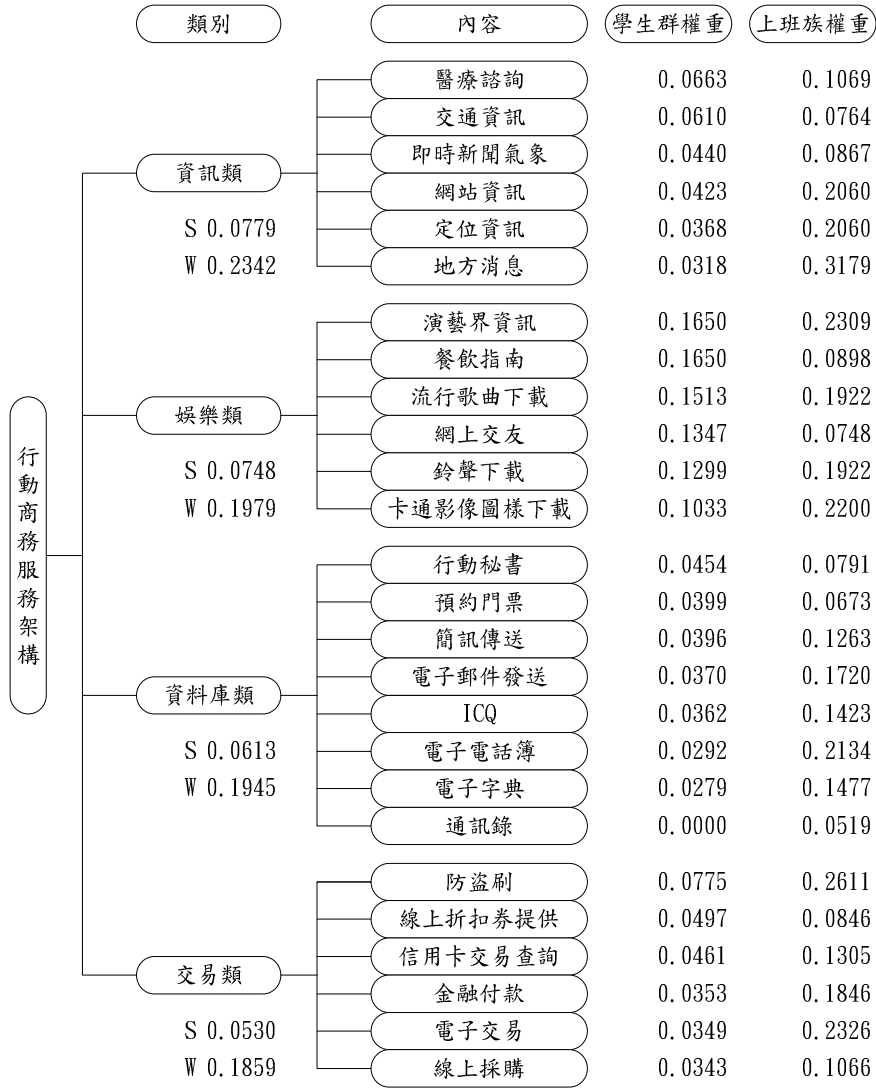 類別 內容 學生群權重 上班族權重
醫療諮詢 0.0663 0.1069
交通資訊 0.0610 0.0764
即時新聞氣象 0.0440 0.0867
資訊類
網站資訊 0.0423 0.2060
S 0.0779 定位資訊 0.0368 0.2060
W 0.2342 地方消息 0.0318 0.3179
演藝界資訊 0.1650 0.2309
餐飲指南 0.1650 0.0898
流行歌曲下載 0.1513 0.1922
娛樂類
網上交友 0.1347 0.0748
S 0.0748 鈴聲下載 0.1299 0.1922
W 0.1979 卡通影像圖樣下載 0.1033 0.2200
行動商務服務架構
行動秘書 0.0454 0.0791
預約門票 0.0399 0.0673
簡訊傳送 0.0396 0.1263
電子郵件發送 0.0370 0.1720
資料庫類
ICQ 0.0362 0.1423
S 0.0613 電子電話簿 0.0292 0.2134
W 0.1945 電子字典 0.0279 0.1477
通訊錄 0.0000 0.0519
防盜刷 0.0775 0.2611
線上折扣券提供 0.0497 0.0846
信用卡交易查詢 0.0461 0.1305
交易類
金融付款 0.0353 0.1846
S 0.0530 電子交易 0.0349 0.2326
W 0.1859 線上採購 0.0343 0.1066